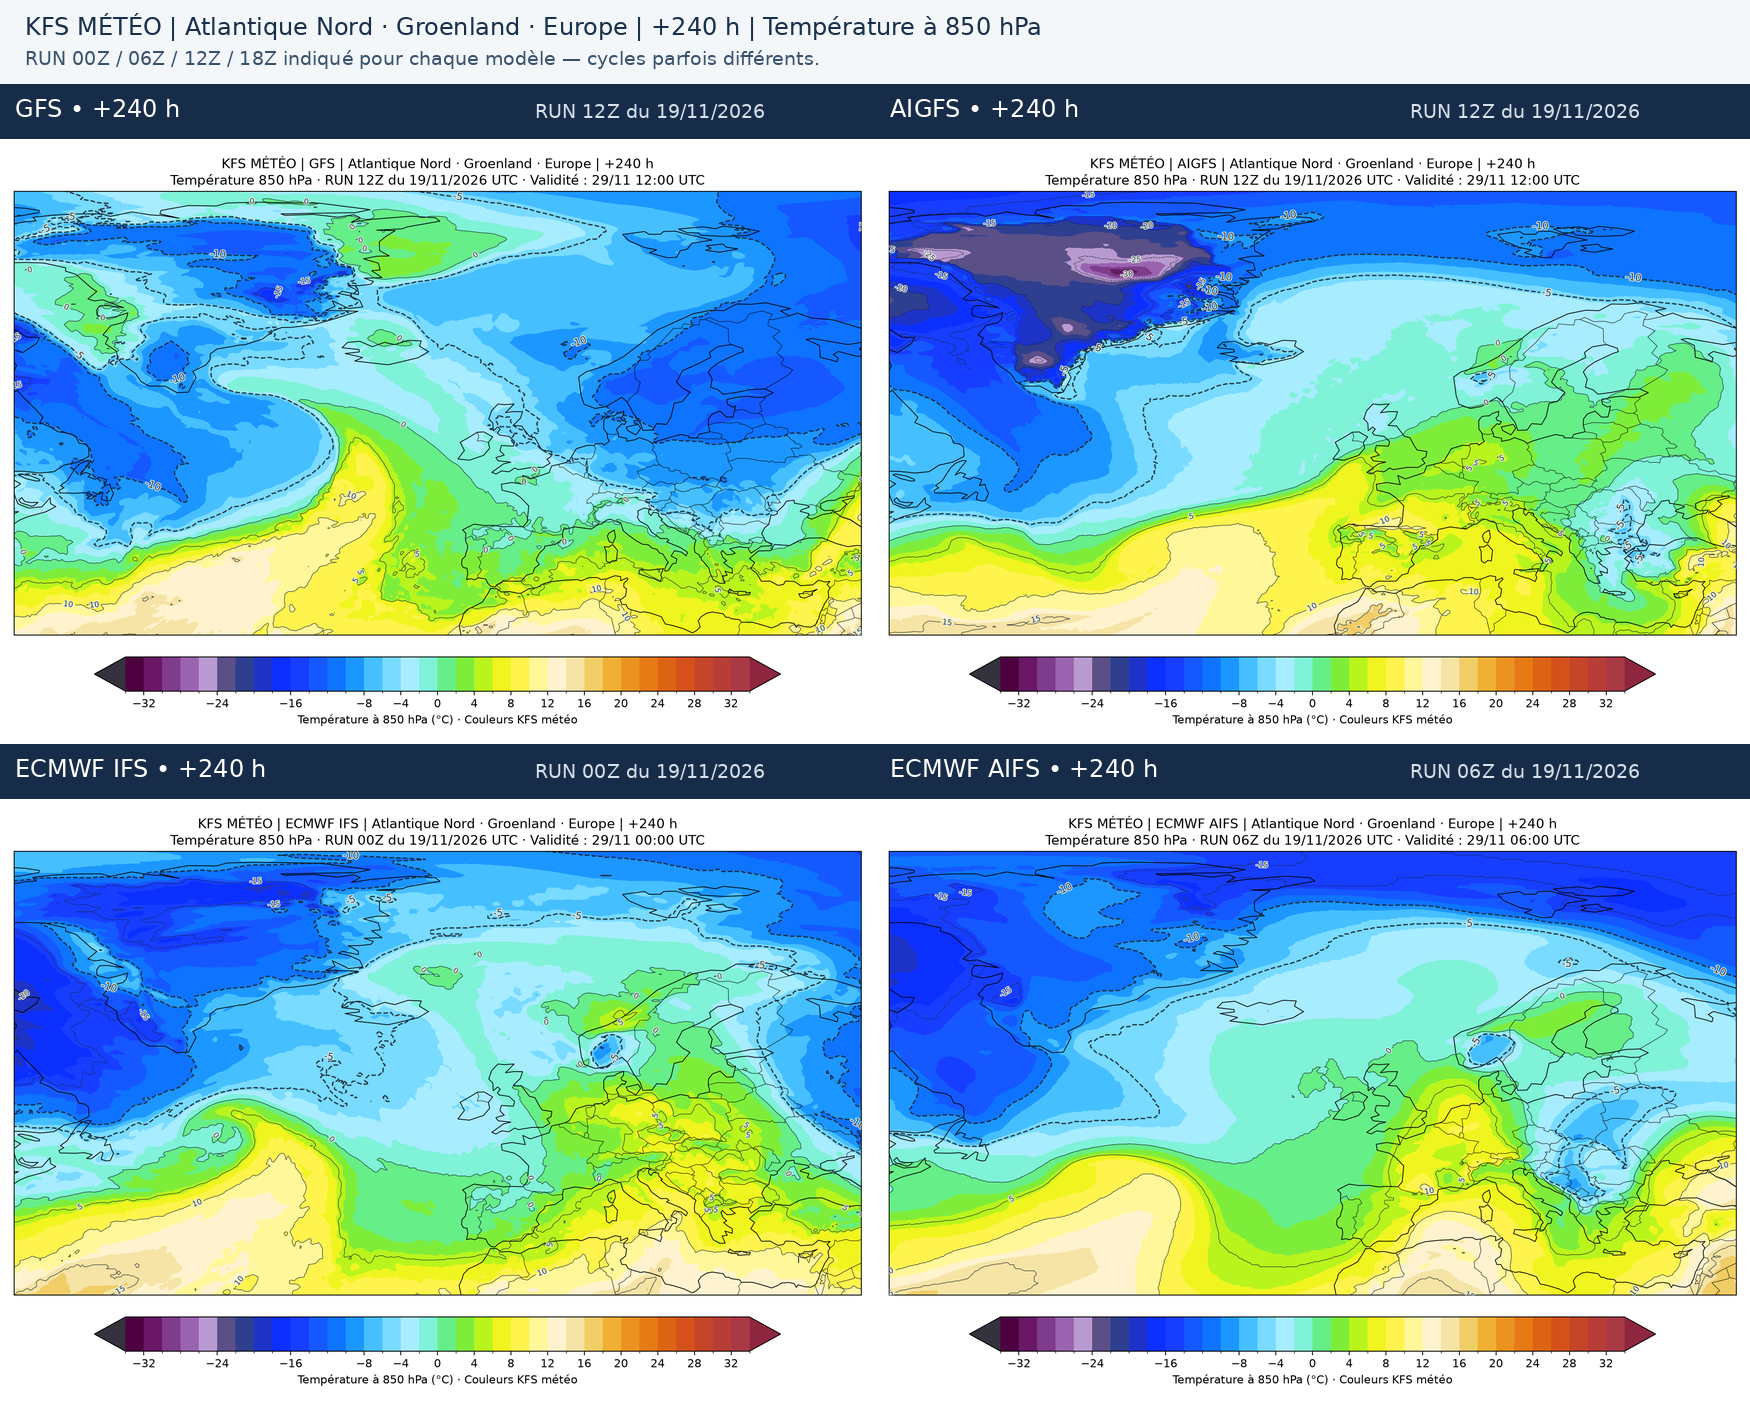 KFS MÉTÉO | Atlantique Nord · Groenland · Europe | +240 h | Température à 850 hPa
RUN 00Z / 06Z / 12Z / 18Z indiqué pour chaque modèle — cycles parfois différents.
GFS • +240 h
RUN 12Z du 19/11/2026
KFS MÉTÉO | GFS | Atlantique Nord · Groenland · Europe | +240 h
Température 850 hPa · RUN 12Z du 19/11/2026 UTC · Validité : 29/11 12:00 UTC
−32 −24 −16 −8 −4 0 4 8 12 16 20 24 28 32
Température à 850 hPa (°C) · Couleurs KFS météo
AIGFS • +240 h
RUN 12Z du 19/11/2026
KFS MÉTÉO | AIGFS | Atlantique Nord · Groenland · Europe | +240 h
Température 850 hPa · RUN 12Z du 19/11/2026 UTC · Validité : 29/11 12:00 UTC
−32 −24 −16 −8 −4 0 4 8 12 16 20 24 28 32
Température à 850 hPa (°C) · Couleurs KFS météo
ECMWF IFS • +240 h
RUN 00Z du 19/11/2026
KFS MÉTÉO | ECMWF IFS | Atlantique Nord · Groenland · Europe | +240 h
Température 850 hPa · RUN 00Z du 19/11/2026 UTC · Validité : 29/11 00:00 UTC
−32 −24 −16 −8 −4 0 4 8 12 16 20 24 28 32
Température à 850 hPa (°C) · Couleurs KFS météo
ECMWF AIFS • +240 h
RUN 06Z du 19/11/2026
KFS MÉTÉO | ECMWF AIFS | Atlantique Nord · Groenland · Europe | +240 h
Température 850 hPa · RUN 06Z du 19/11/2026 UTC · Validité : 29/11 06:00 UTC
−32 −24 −16 −8 −4 0 4 8 12 16 20 24 28 32
Température à 850 hPa (°C) · Couleurs KFS météo